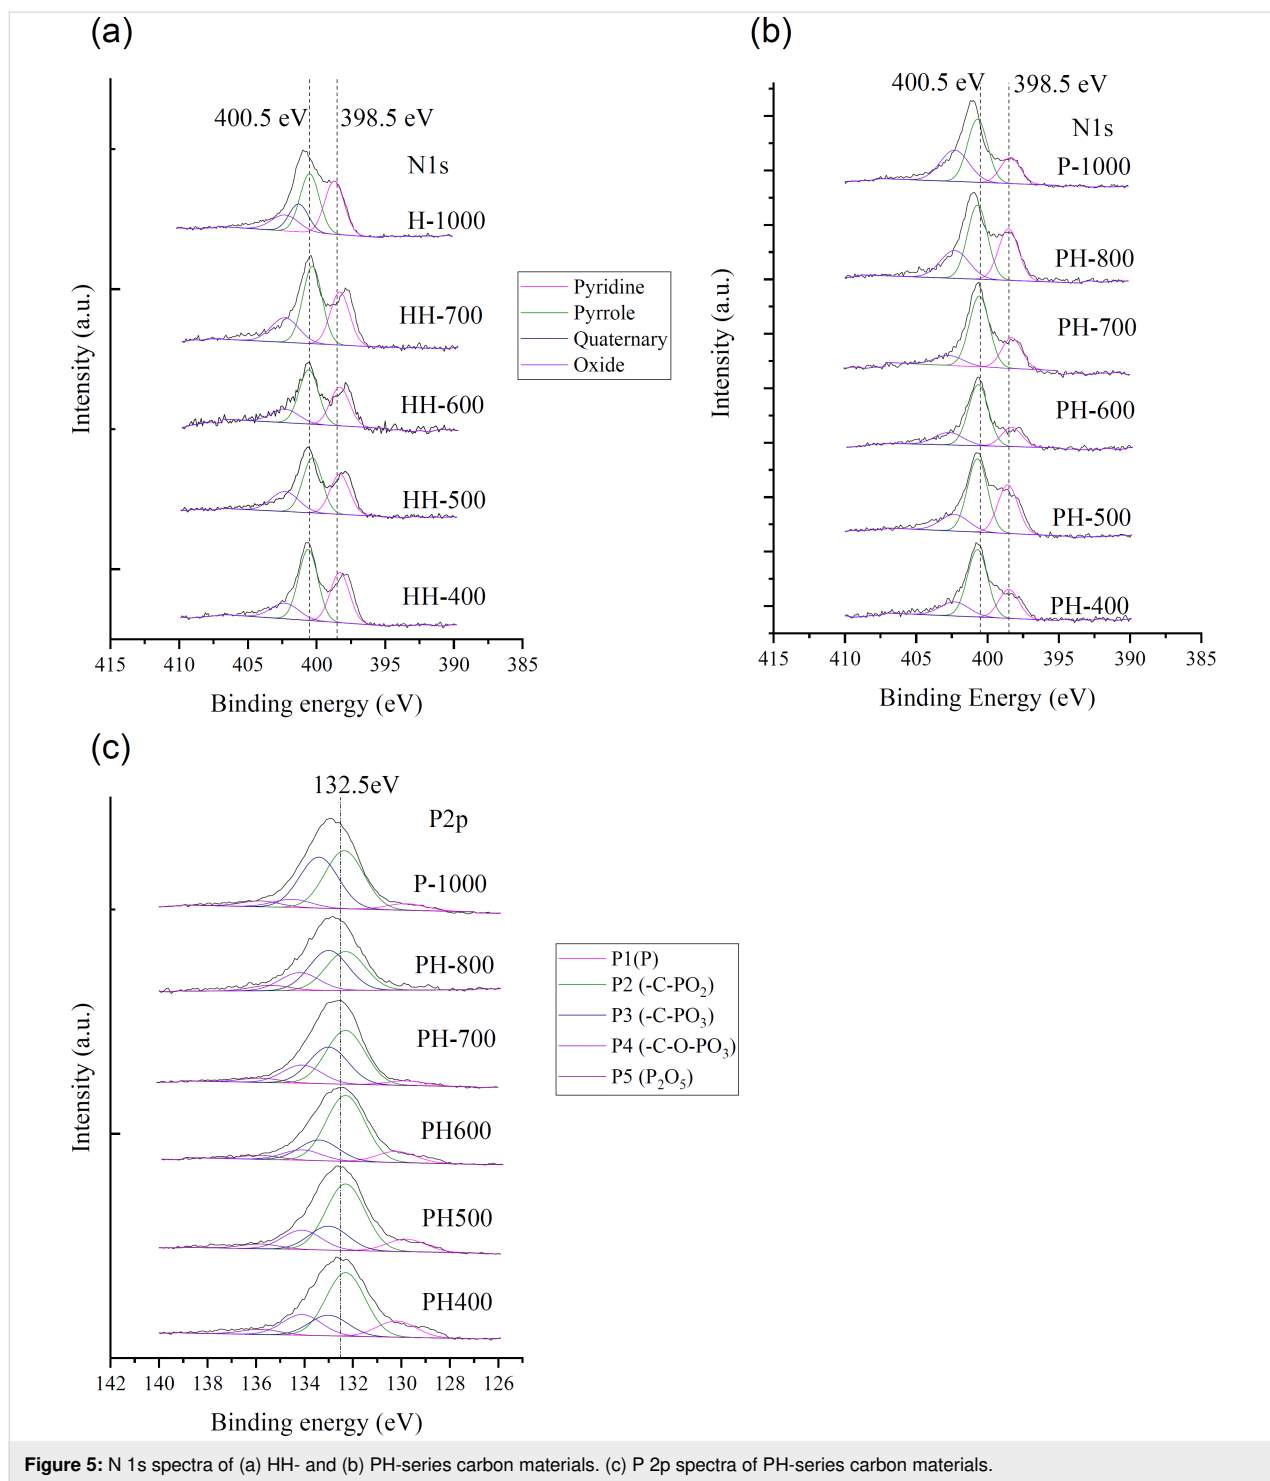 (a)
400.5 eV 398.5 eV
N1s
H-1000
HH-700
HH-600
HH-500
HH-400
Intensity (a.u.)
415 410 405 400 395 390 385
Binding energy (eV)
Pyridine
Pyrrole
Quaternary
Oxide
(b)
400.5 eV 398.5 eV
N1s
P-1000
PH-800
PH-700
PH-600
PH-500
PH-400
Intensity (a.u.)
415 410 405 400 395 390 385
Binding Energy (eV)
(c)
132.5eV
P2p
P-1000
PH-800
PH-700
PH600
PH500
PH400
Intensity (a.u.)
142 140 138 136 134 132 130 128 126
Binding energy (eV)
P1(P)
P2 (-C-PO₂)
P3 (-C-PO₃)
P4 (-C-O-PO₃)
P5 (P₂O₅)
Figure 5: N 1s spectra of (a) HH- and (b) PH-series carbon materials. (c) P 2p spectra of PH-series carbon materials.